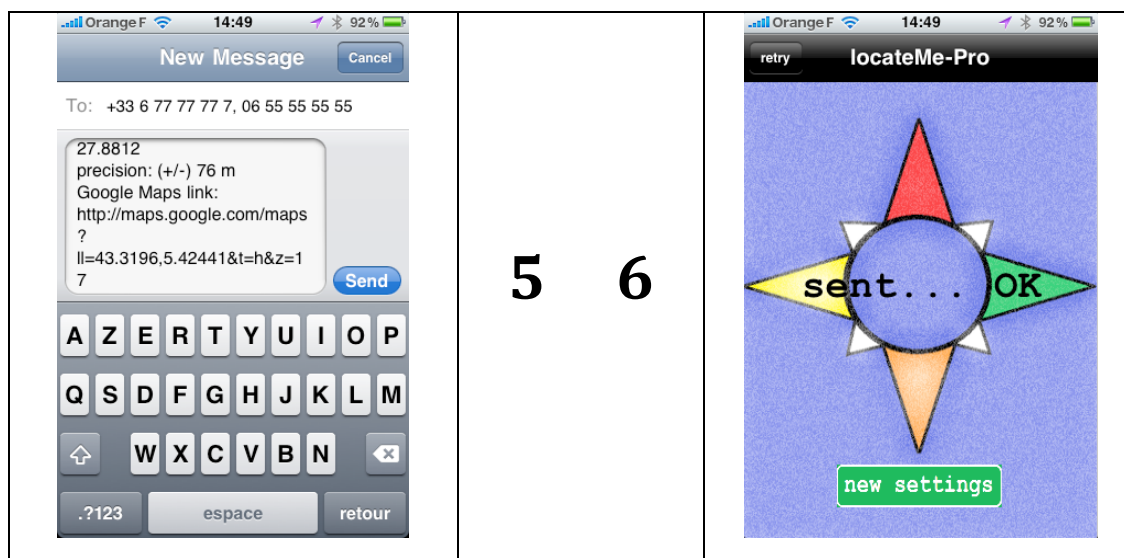 Orange F 14:49 92%
New Message
Cancel
To: +33 6 77 77 77 7, 06 55 55 55 55
27.8812
precision: (+/-) 76 m
Google Maps link:
http://maps.google.com/maps
?
ll=43.3196,5.42441&t=h&z=1
7
Send
A Z E R T Y U I O P
Q S D F G H J K L M
W X C V B N
.?123 espace retour
5 6
Orange F 14:49 92%
retry
locateMe-Pro
sent... OK
new settings